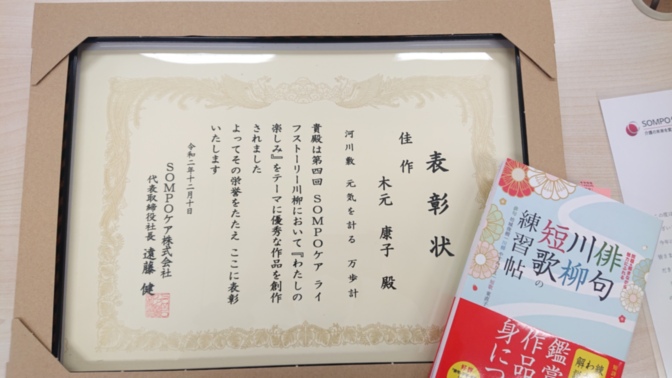 表彰状
佳作
木元 康子 殿
河川敷 元気を計る 万歩計
貴殿は第四回 SOMPOケア ライ
フストーリー川柳において『わたしの
楽しみ』をテーマに優秀な作品を創作
されました
よってその栄誉をたたえ ここに表彰
いたします
令和二年十二月十日
SOMPOケア株式会社
代表取締役社長 遠藤 健
SOMPO
俳句
川柳
短歌の
練習帖
鑑賞
作品
身につ